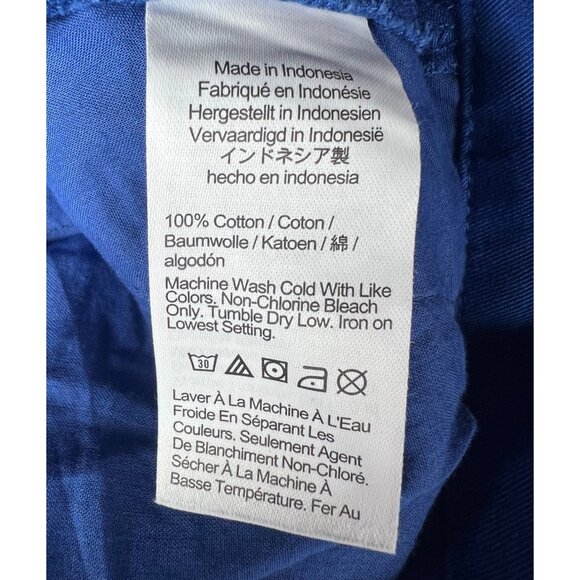 Made in Indonesia
Fabriqué en Indonésie
Hergestellt in Indonesien
Vervaardigd in Indonesië
インドネシア製
hecho en indonesia
100% Cotton / Coton /
Baumwolle / Katoen / 綿 /
algodón
Machine Wash Cold With Like
Colors. Non-Chlorine Bleach
Only. Tumble Dry Low. Iron on
Lowest Setting.
30
Laver À La Machine À L'Eau
Froide En Séparant Les
Couleurs. Seulement Agent
De Blanchiment Non-Chloré.
Sécher À La Machine À
Basse Température. Fer Au